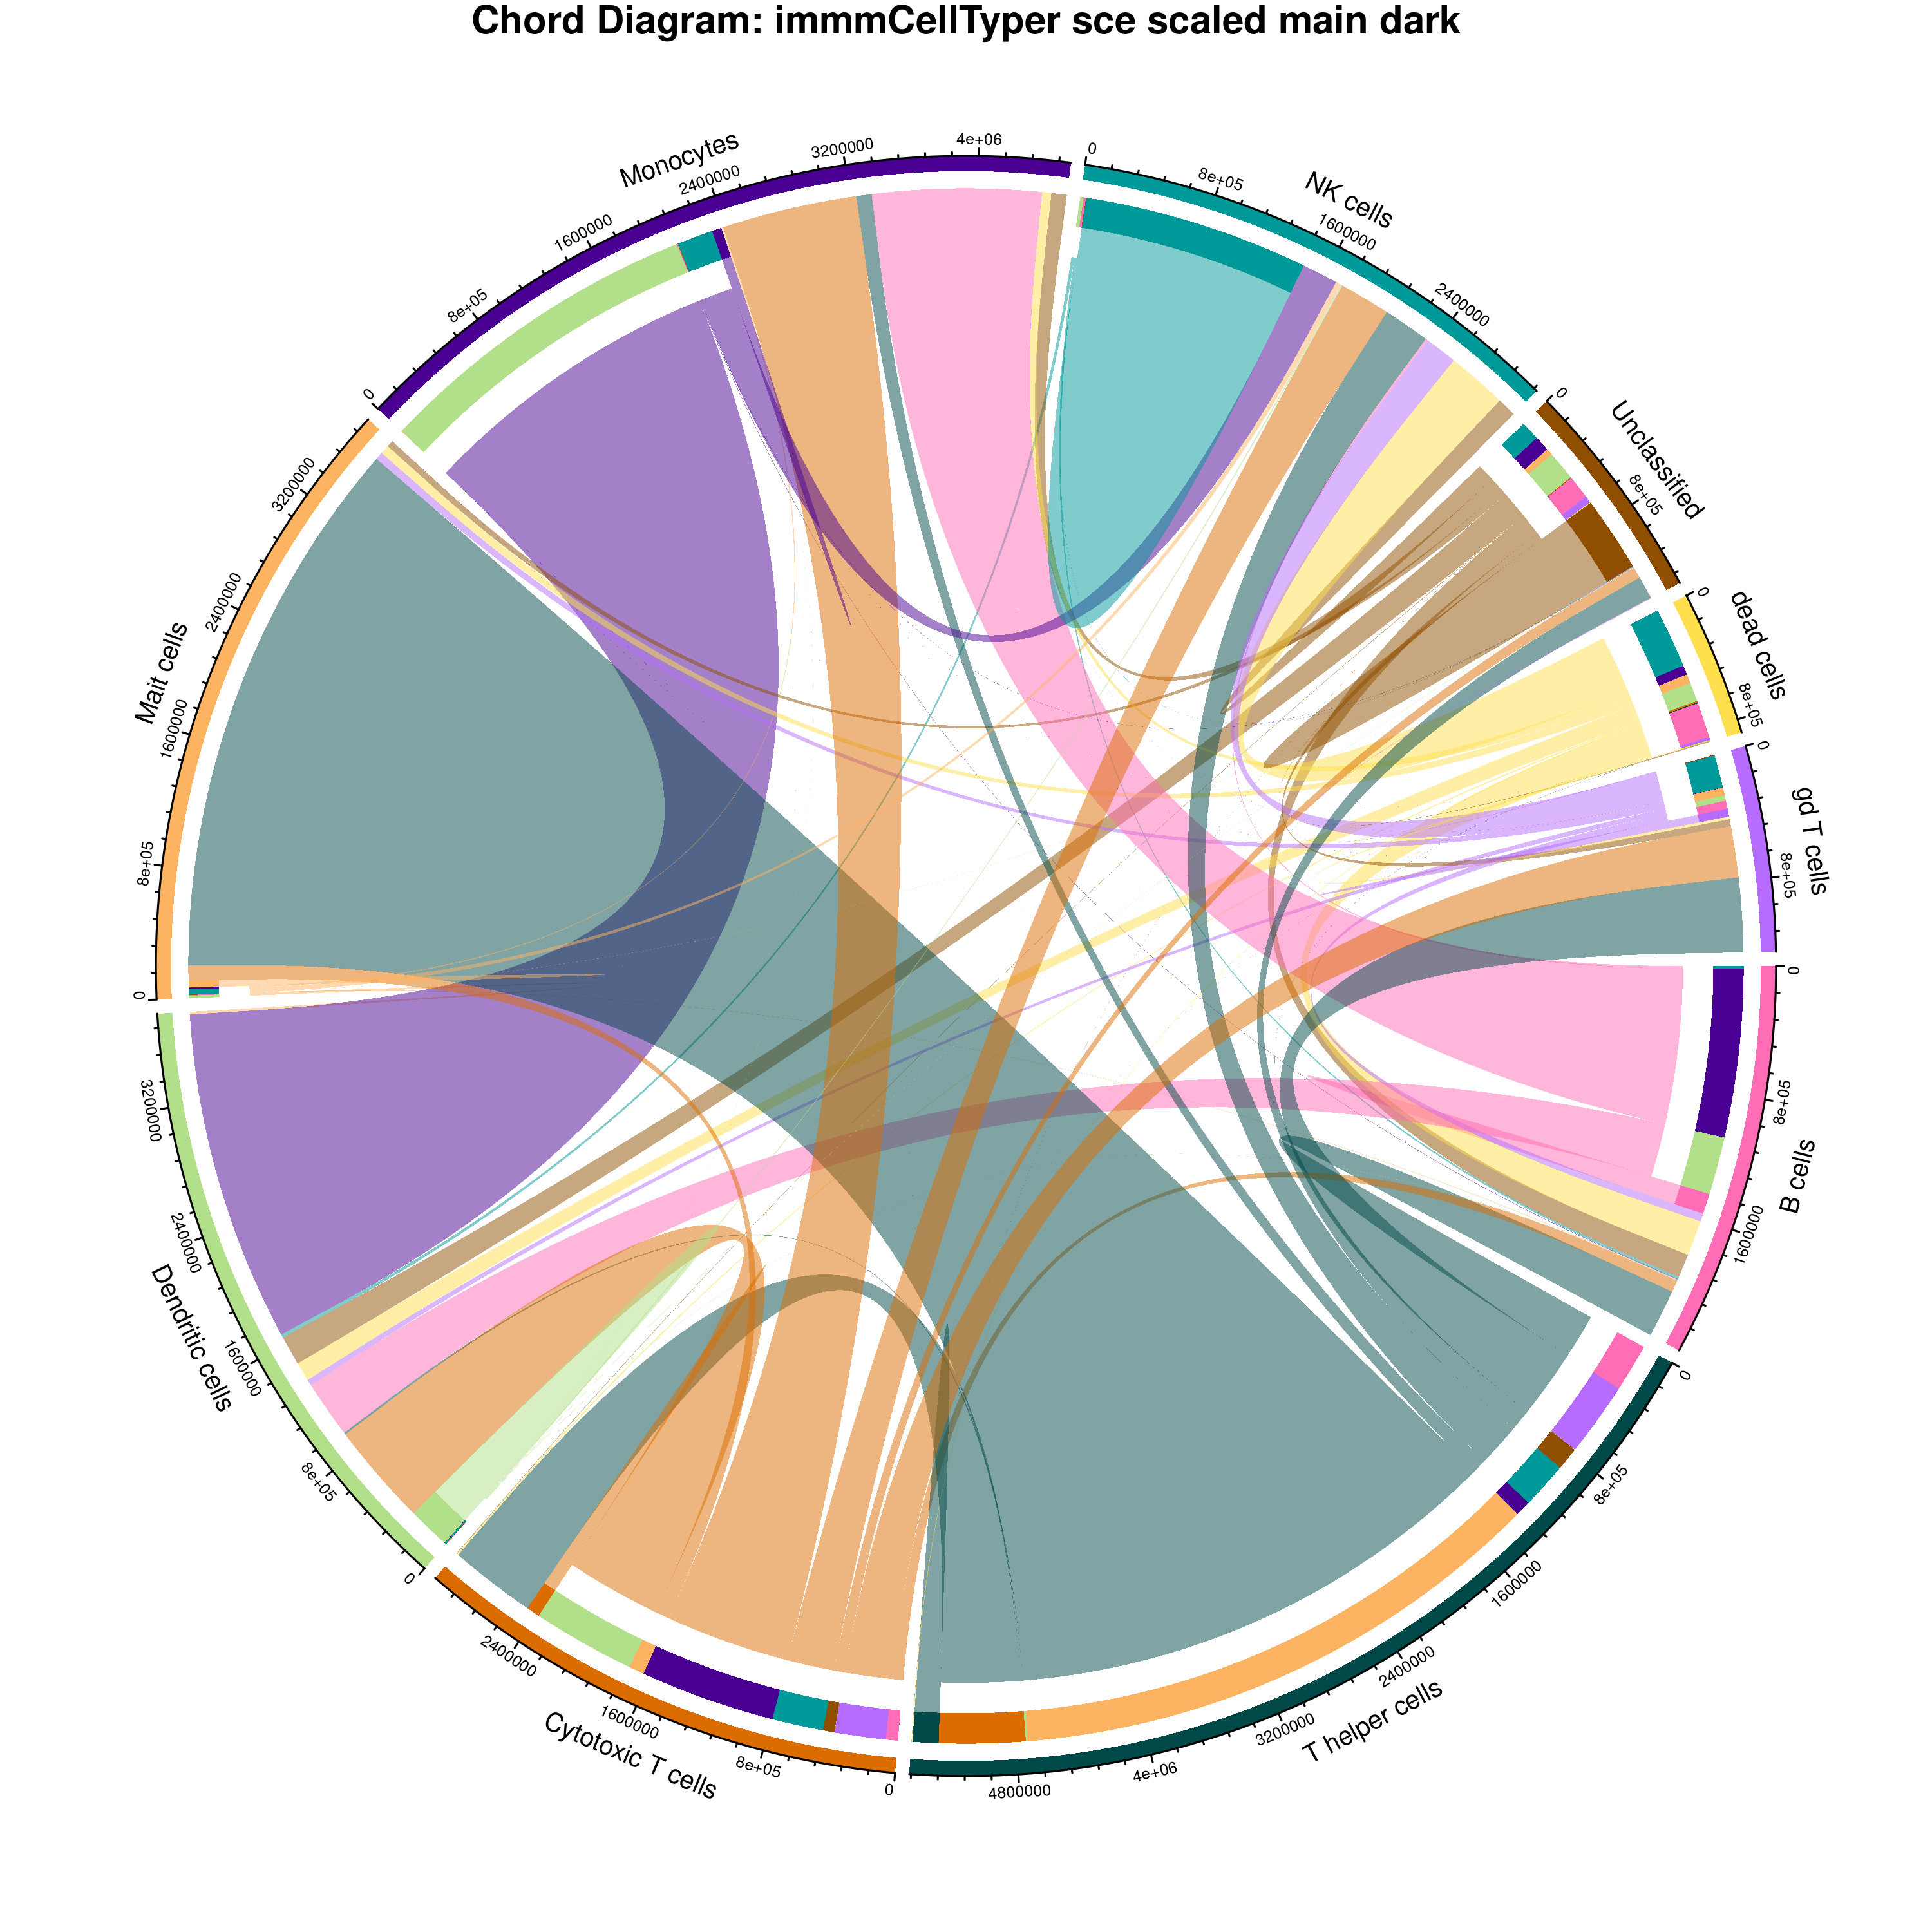 Chord Diagram: immmCellTyper sce scaled main dark
Monocytes
0
8e+05
1600000
2400000
3200000
4e+06
NK cells
0
8e+05
1600000
2400000
Unclassified
0
8e+05
dead cells
0
8e+05
gd T cells
0
8e+05
B cells
0
8e+05
1600000
T helper cells
0
8e+05
1600000
2400000
3200000
4e+06
4800000
Cytotoxic T cells
0
8e+05
1600000
2400000
Dendritic cells
0
8e+05
1600000
2400000
3200000
Mait cells
0
8e+05
1600000
2400000
3200000